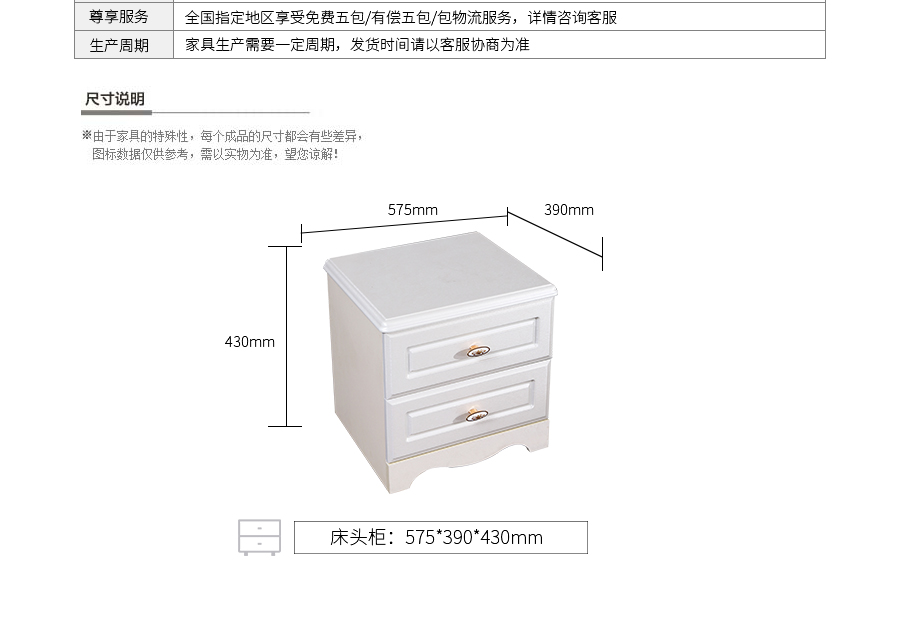 尊享服务 全国指定地区享受免费五包/有偿五包/包物流服务，详情咨询客服
生产周期 家具生产需要一定周期，发货时间请以客服协商为准
尺寸说明
※由于家具的特殊性，每个成品的尺寸都会有些差异，
图标数据仅供参考，需以实物为准，望您谅解！
575mm 390mm
430mm
床头柜：575*390*430mm